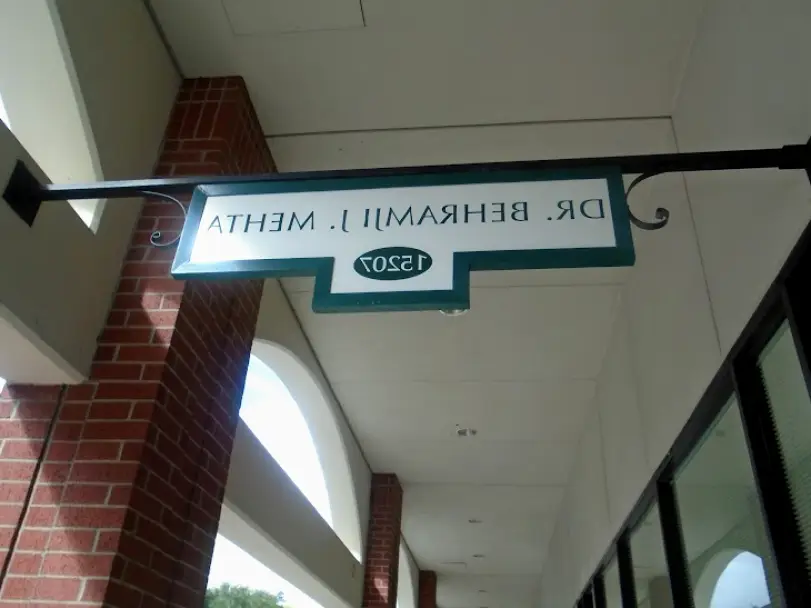 DR. BEHRAMJI J. MEHTA
15207